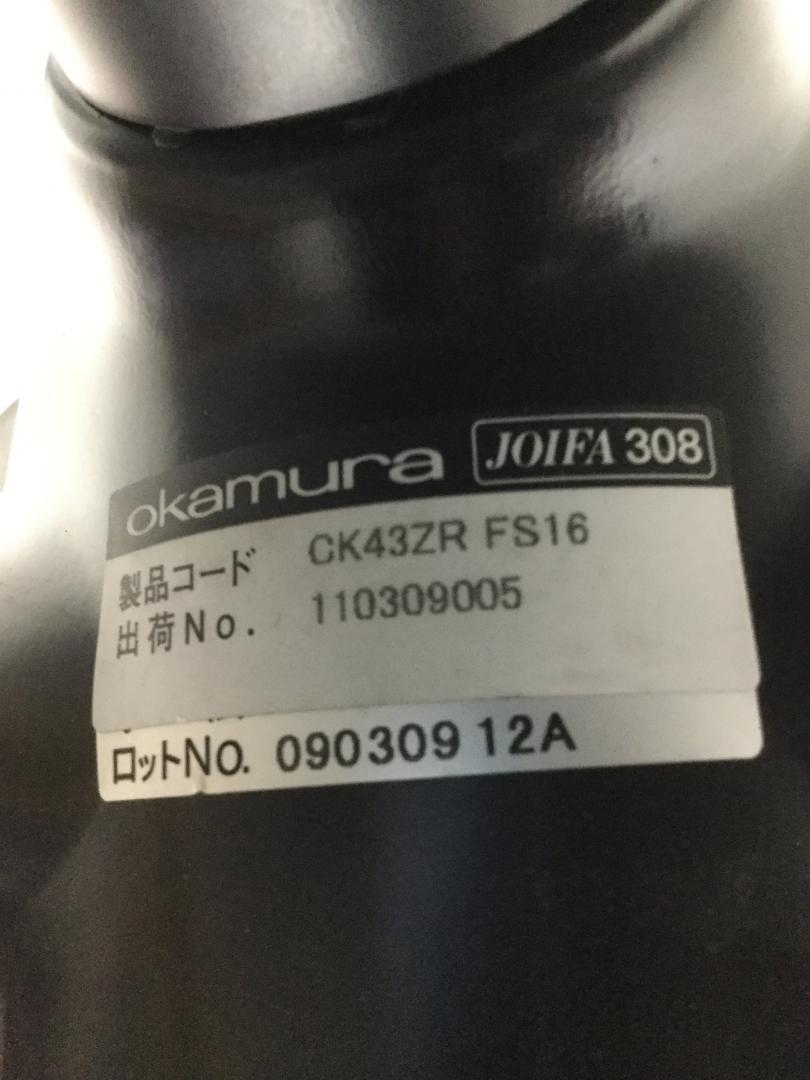 okamura JOIFA 308
製品コード CK43ZR FS16
出荷No. 110309005
ロットNo. 090309 12A